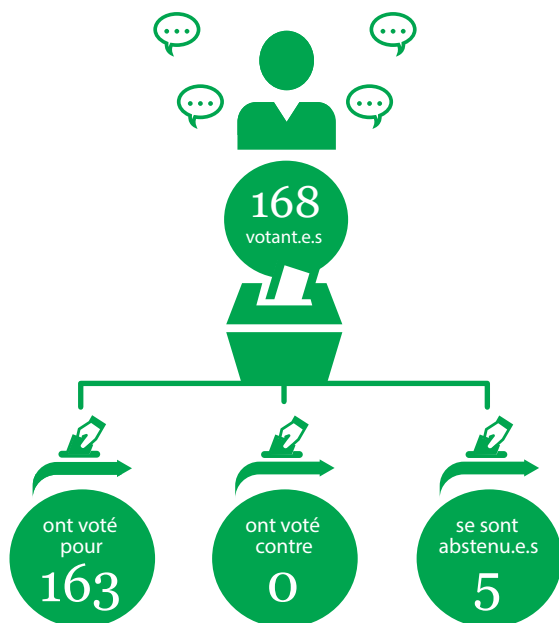 168
votant.e.s
ont voté
pour
163
ont voté
contre
0
se sont
abstenu.e.s
5